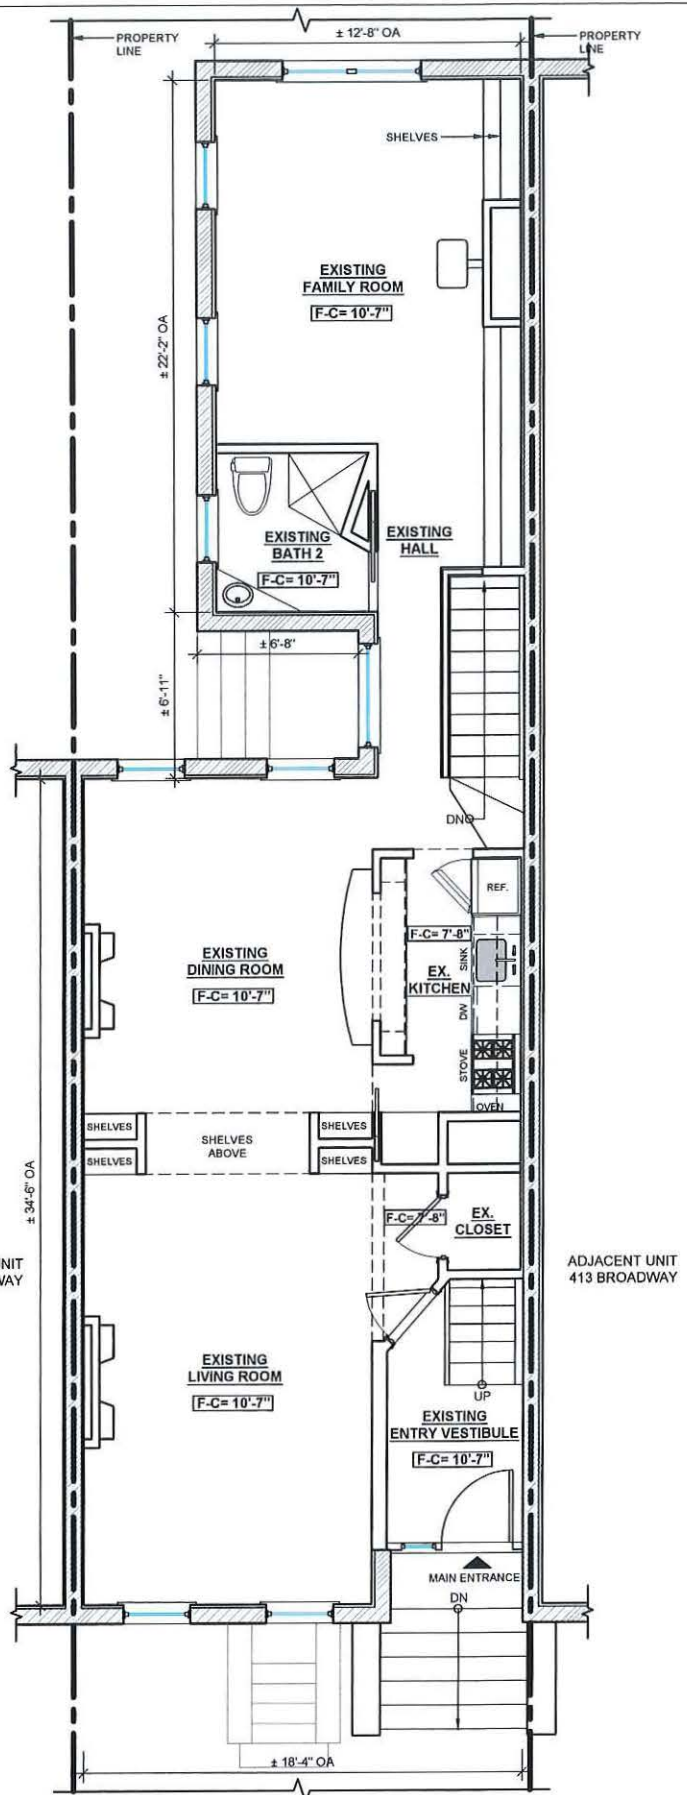 ± 12'-8" OA
PROPERTY
LINE
PROPERTY
LINE
SHELVES
EXISTING
FAMILY ROOM
F-C= 10'-7"
± 22'-2" OA
EXISTING
BATH 2
F-C= 10'-7"
EXISTING
HALL
± 6'-8"
± 6'-11"
DN
REF.
F-C= 7'-8"
SINK
EX.
KITCHEN
DW
STOVE
OVEN
EXISTING
DINING ROOM
F-C= 10'-7"
SHELVES
SHELVES
SHELVES
ABOVE
SHELVES
SHELVES
± 34'-6" OA
F-C= 7'-8"
EX.
CLOSET
NIT
WAY
ADJACENT UNIT
413 BROADWAY
EXISTING
LIVING ROOM
F-C= 10'-7"
UP
EXISTING
ENTRY VESTIBULE
F-C= 10'-7"
MAIN ENTRANCE
DN
± 18'-4" OA